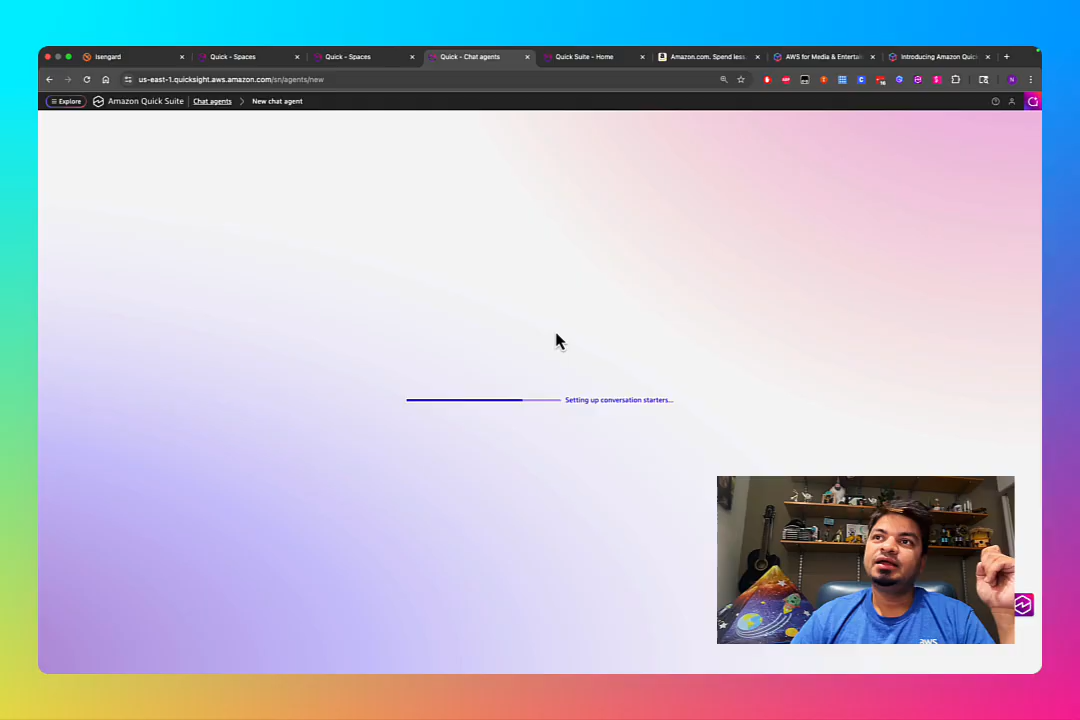 Isengard
Quick - Spaces
Quick - Spaces
Quick - Chat agents
Quick Suite - Home
Amazon.com. Spend less.
AWS for Media & Entertai
Introducing Amazon Quick
us-east-1.quicksight.aws.amazon.com/sn/agents/new
N
Explore
Amazon Quick Suite
Chat agents
New chat agent
Setting up conversation starters...
aws